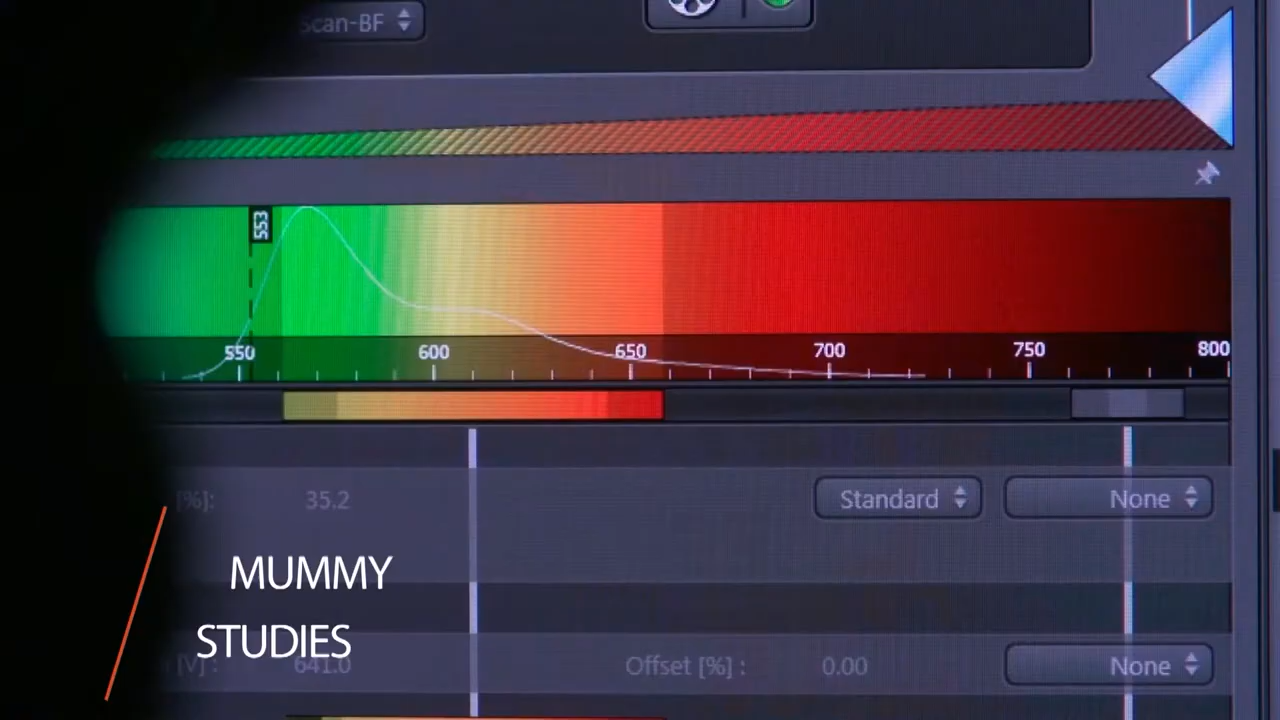 Scan-BF
553
550 600 650 700 750 800
[%]: 35.2 Standard None
MUMMY
STUDIES
[V] : 641.0 Offset [%] : 0.00 None